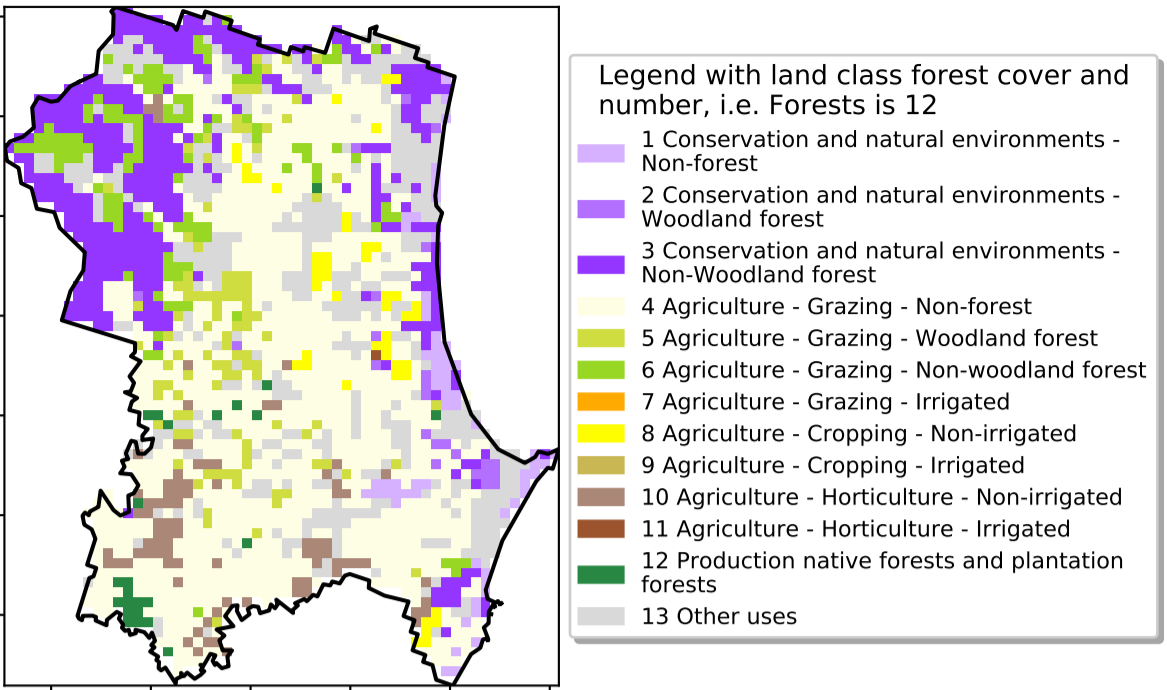 Legend with land class forest cover and
number, i.e. Forests is 12
1 Conservation and natural environments -
Non-forest
2 Conservation and natural environments -
Woodland forest
3 Conservation and natural environments -
Non-Woodland forest
4 Agriculture - Grazing - Non-forest
5 Agriculture - Grazing - Woodland forest
6 Agriculture - Grazing - Non-woodland forest
7 Agriculture - Grazing - Irrigated
8 Agriculture - Cropping - Non-irrigated
9 Agriculture - Cropping - Irrigated
10 Agriculture - Horticulture - Non-irrigated
11 Agriculture - Horticulture - Irrigated
12 Production native forests and plantation
forests
13 Other uses